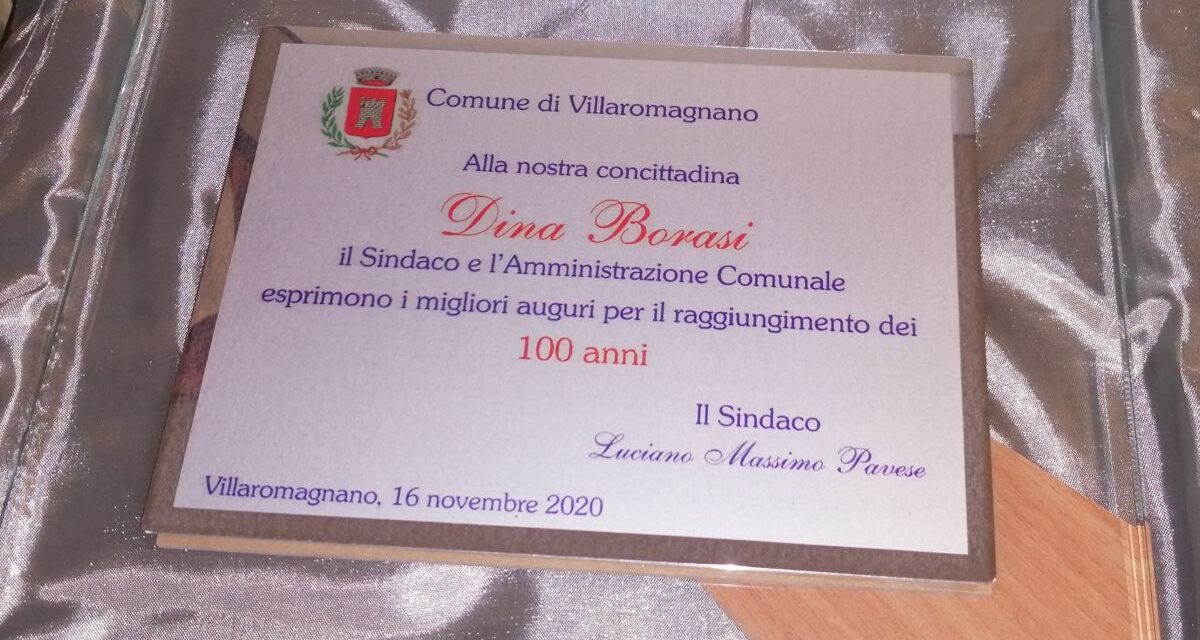 Comune di Villaromagnano
Alla nostra concittadina
Dina Borasi
il Sindaco e l'Amministrazione Comunale
esprimono i migliori auguri per il raggiungimento dei
100 anni
Il Sindaco
Luciano Massimo Pavese
Villaromagnano, 16 novembre 2020